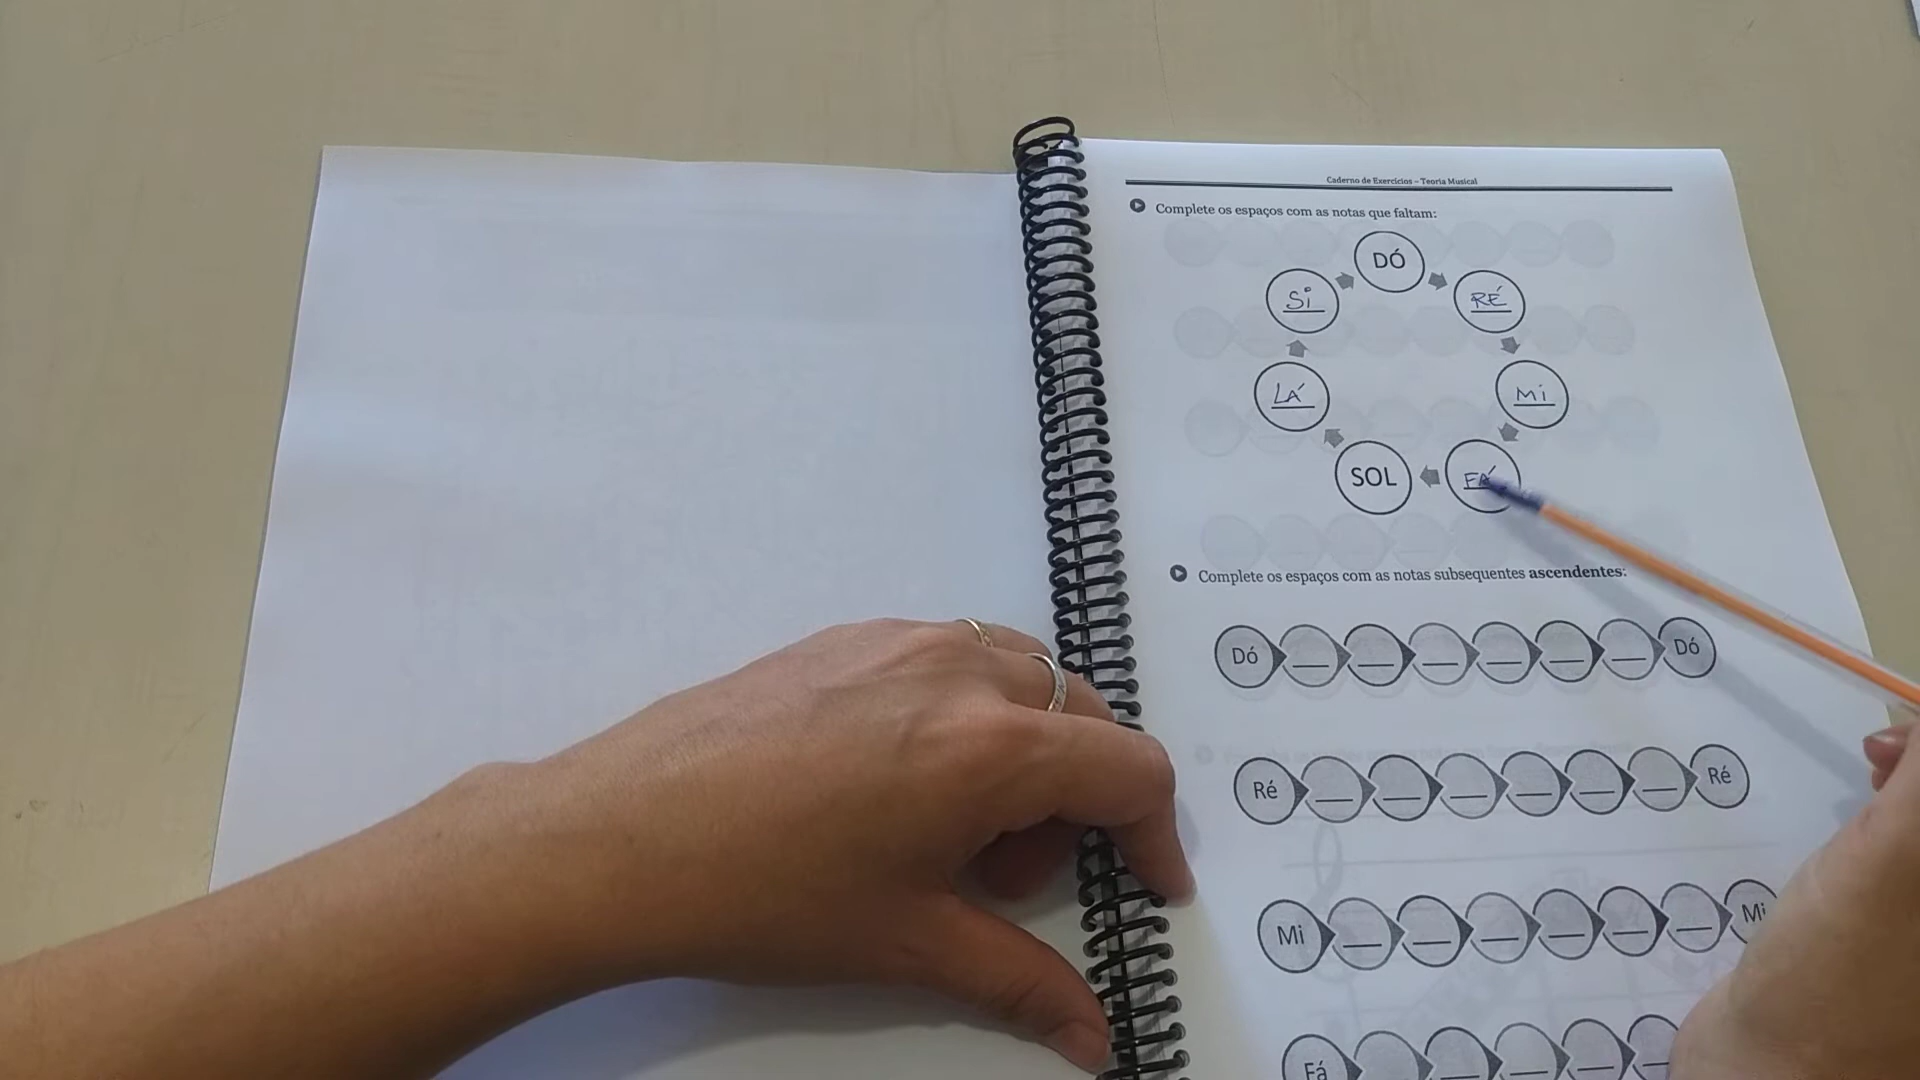 Caderno de Exercícios – Teoria Musical
Complete os espaços com as notas que faltam:
DÓ
RÉ
Mi
FÁ
SOL
LÁ
Si
Complete os espaços com as notas subsequentes ascendentes:
Dó Dó
Ré Ré
Mi Mi
Fá